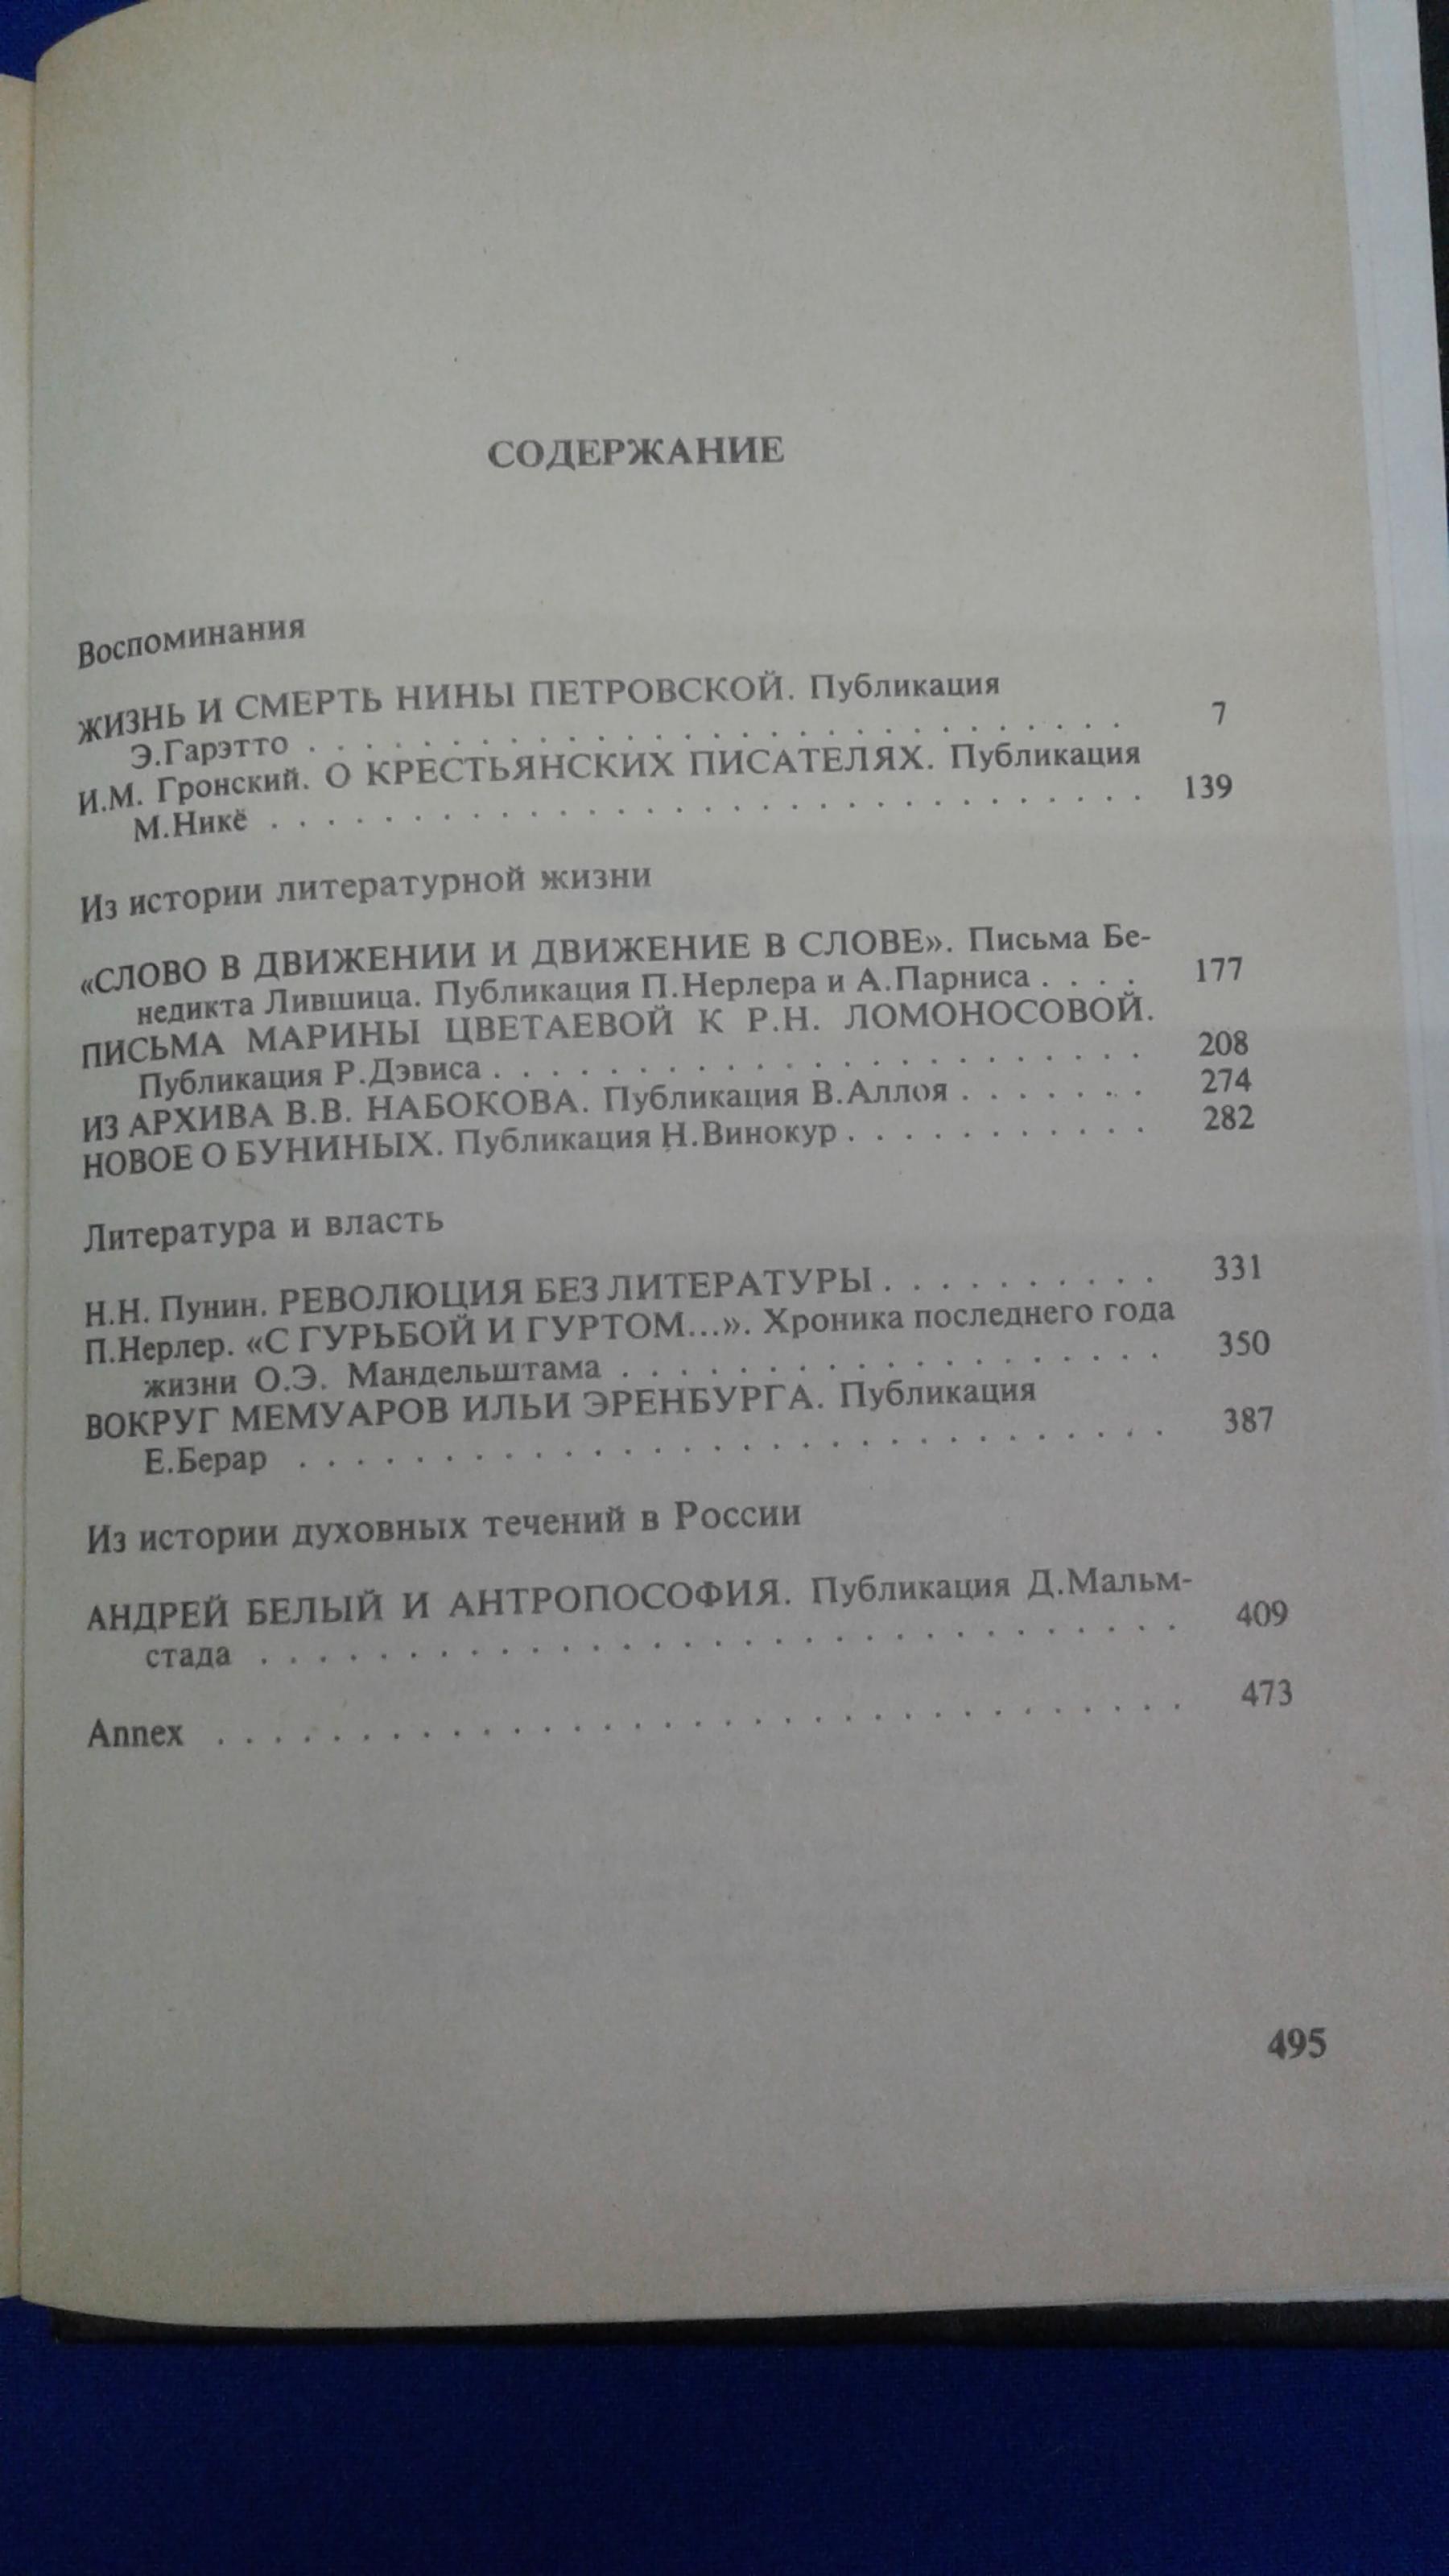 СОДЕРЖАНИЕ
Воспоминания
ЖИЗНЬ И СМЕРТЬ НИНЫ ПЕТРОВСКОЙ. Публикация
Э.Гарэтто . . . . . . . . . . . . . . . . . . . . . . . . . . . . 7
И.М. Гронский. О КРЕСТЬЯНСКИХ ПИСАТЕЛЯХ. Публикация
М.Никё . . . . . . . . . . . . . . . . . . . . . . . . . . . . . . 139
Из истории литературной жизни
«СЛОВО В ДВИЖЕНИИ И ДВИЖЕНИЕ В СЛОВЕ». Письма Бе-
недикта Лившица. Публикация П.Нерлера и А.Парниса . . . . 177
ПИСЬМА МАРИНЫ ЦВЕТАЕВОЙ К Р.Н. ЛОМОНОСОВОЙ.
Публикация Р.Дэвиса . . . . . . . . . . . . . . . . . . . . . . 208
ИЗ АРХИВА В.В. НАБОКОВА. Публикация В.Аллоя . . . . . . . 274
НОВОЕ О БУНИНЫХ. Публикация Н.Винокур . . . . . . . . . . . 282
Литература и власть
Н.Н. Пунин. РЕВОЛЮЦИЯ БЕЗ ЛИТЕРАТУРЫ . . . . . . . . . . 331
П.Нерлер. «С ГУРЬБОЙ И ГУРТОМ...». Хроника последнего года
жизни О.Э. Мандельштама . . . . . . . . . . . . . . . . . . . 350
ВОКРУГ МЕМУАРОВ ИЛЬИ ЭРЕНБУРГА. Публикация
Е.Берар . . . . . . . . . . . . . . . . . . . . . . . . . . . . . . 387
Из истории духовных течений в России
АНДРЕЙ БЕЛЫЙ И АНТРОПОСОФИЯ. Публикация Д.Мальм-
стада . . . . . . . . . . . . . . . . . . . . . . . . . . . . . . . . 409
Annex . . . . . . . . . . . . . . . . . . . . . . . . . . . . . . . . . 473
495